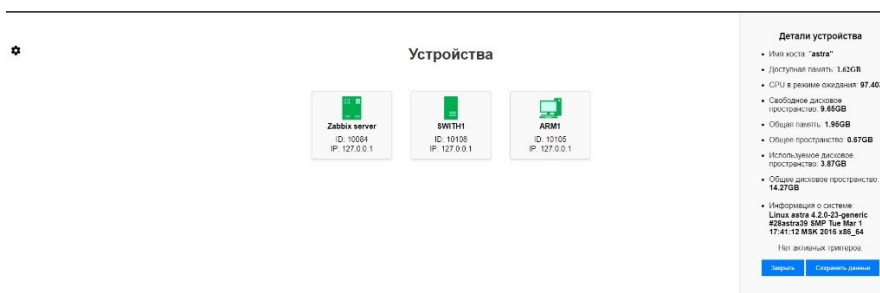 Устройства
Zabbix server
ID: 10084
IP: 127.0.0.1
SWITH1
ID: 10108
IP: 127.0.0.1
ARM1
ID: 10105
IP: 127.0.0.1
Детали устройства
Имя хоста: "astra"
Доступная память: 1.62GB
CPU в режиме ожидания: 97.40
Свободное дисковое
пространство: 9.65GB
Общая память: 1.95GB
Общее пространство: 0.67GB
Используемое дисковое
пространство: 3.87GB
Общее дисковое пространство:
14.27GB
Информация о системе:
Linux astra 4.2.0-23-generic
#28astra39 SMP Tue Mar 1
17:41:12 MSK 2016 x86_64
Нет активных триггеров.
Закрыть
Сохранить данные